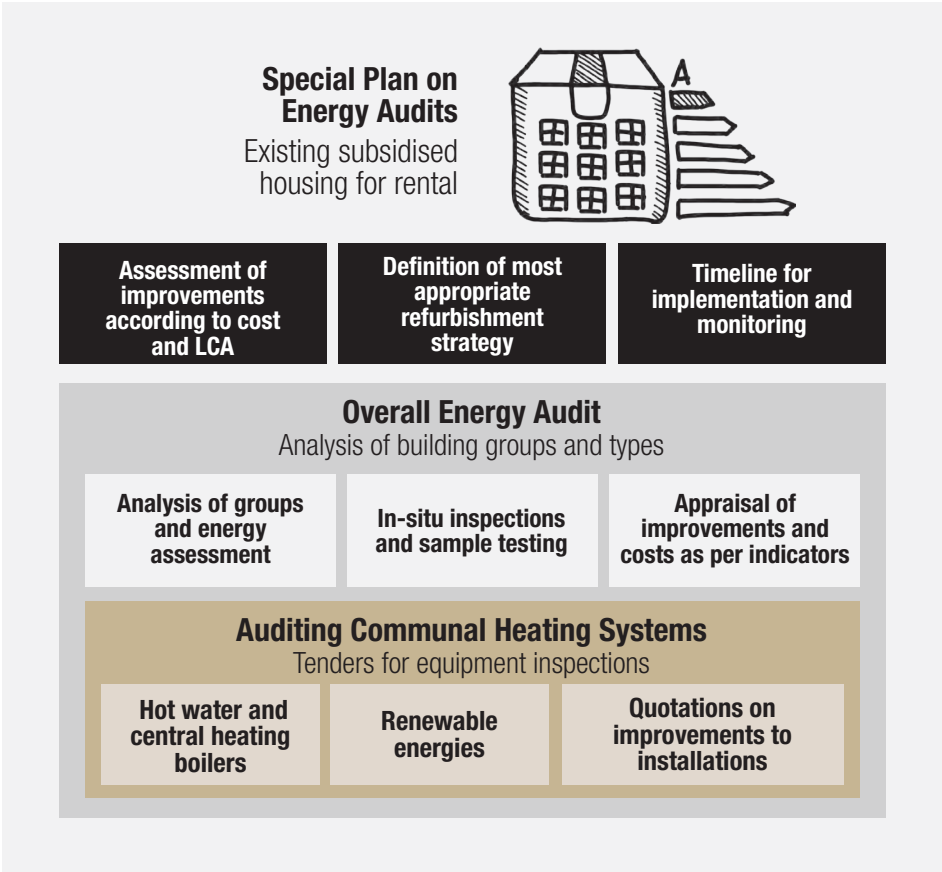 Special Plan on
Energy Audits
Existing subsidised
housing for rental
A
Assessment of
improvements
according to cost
and LCA
Definition of most
appropriate
refurbishment
strategy
Timeline for
implementation and
monitoring
Overall Energy Audit
Analysis of building groups and types
Analysis of groups
and energy
assessment
In-situ inspections
and sample testing
Appraisal of
improvements and
costs as per indicators
Auditing Communal Heating Systems
Tenders for equipment inspections
Hot water and
central heating
boilers
Renewable
energies
Quotations on
improvements to
installations